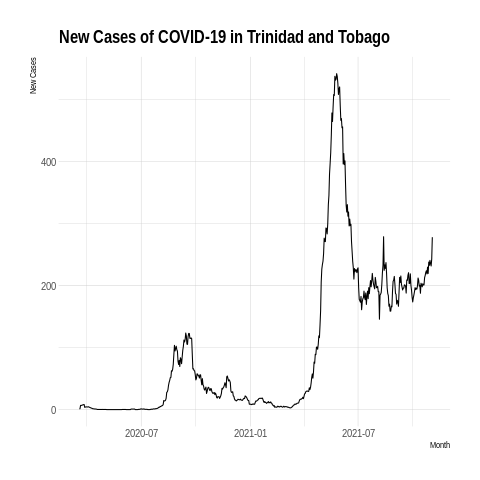 New Cases of COVID-19 in Trinidad and Tobago
New Cases
400
200
0
2020-07
2021-01
2021-07
Month